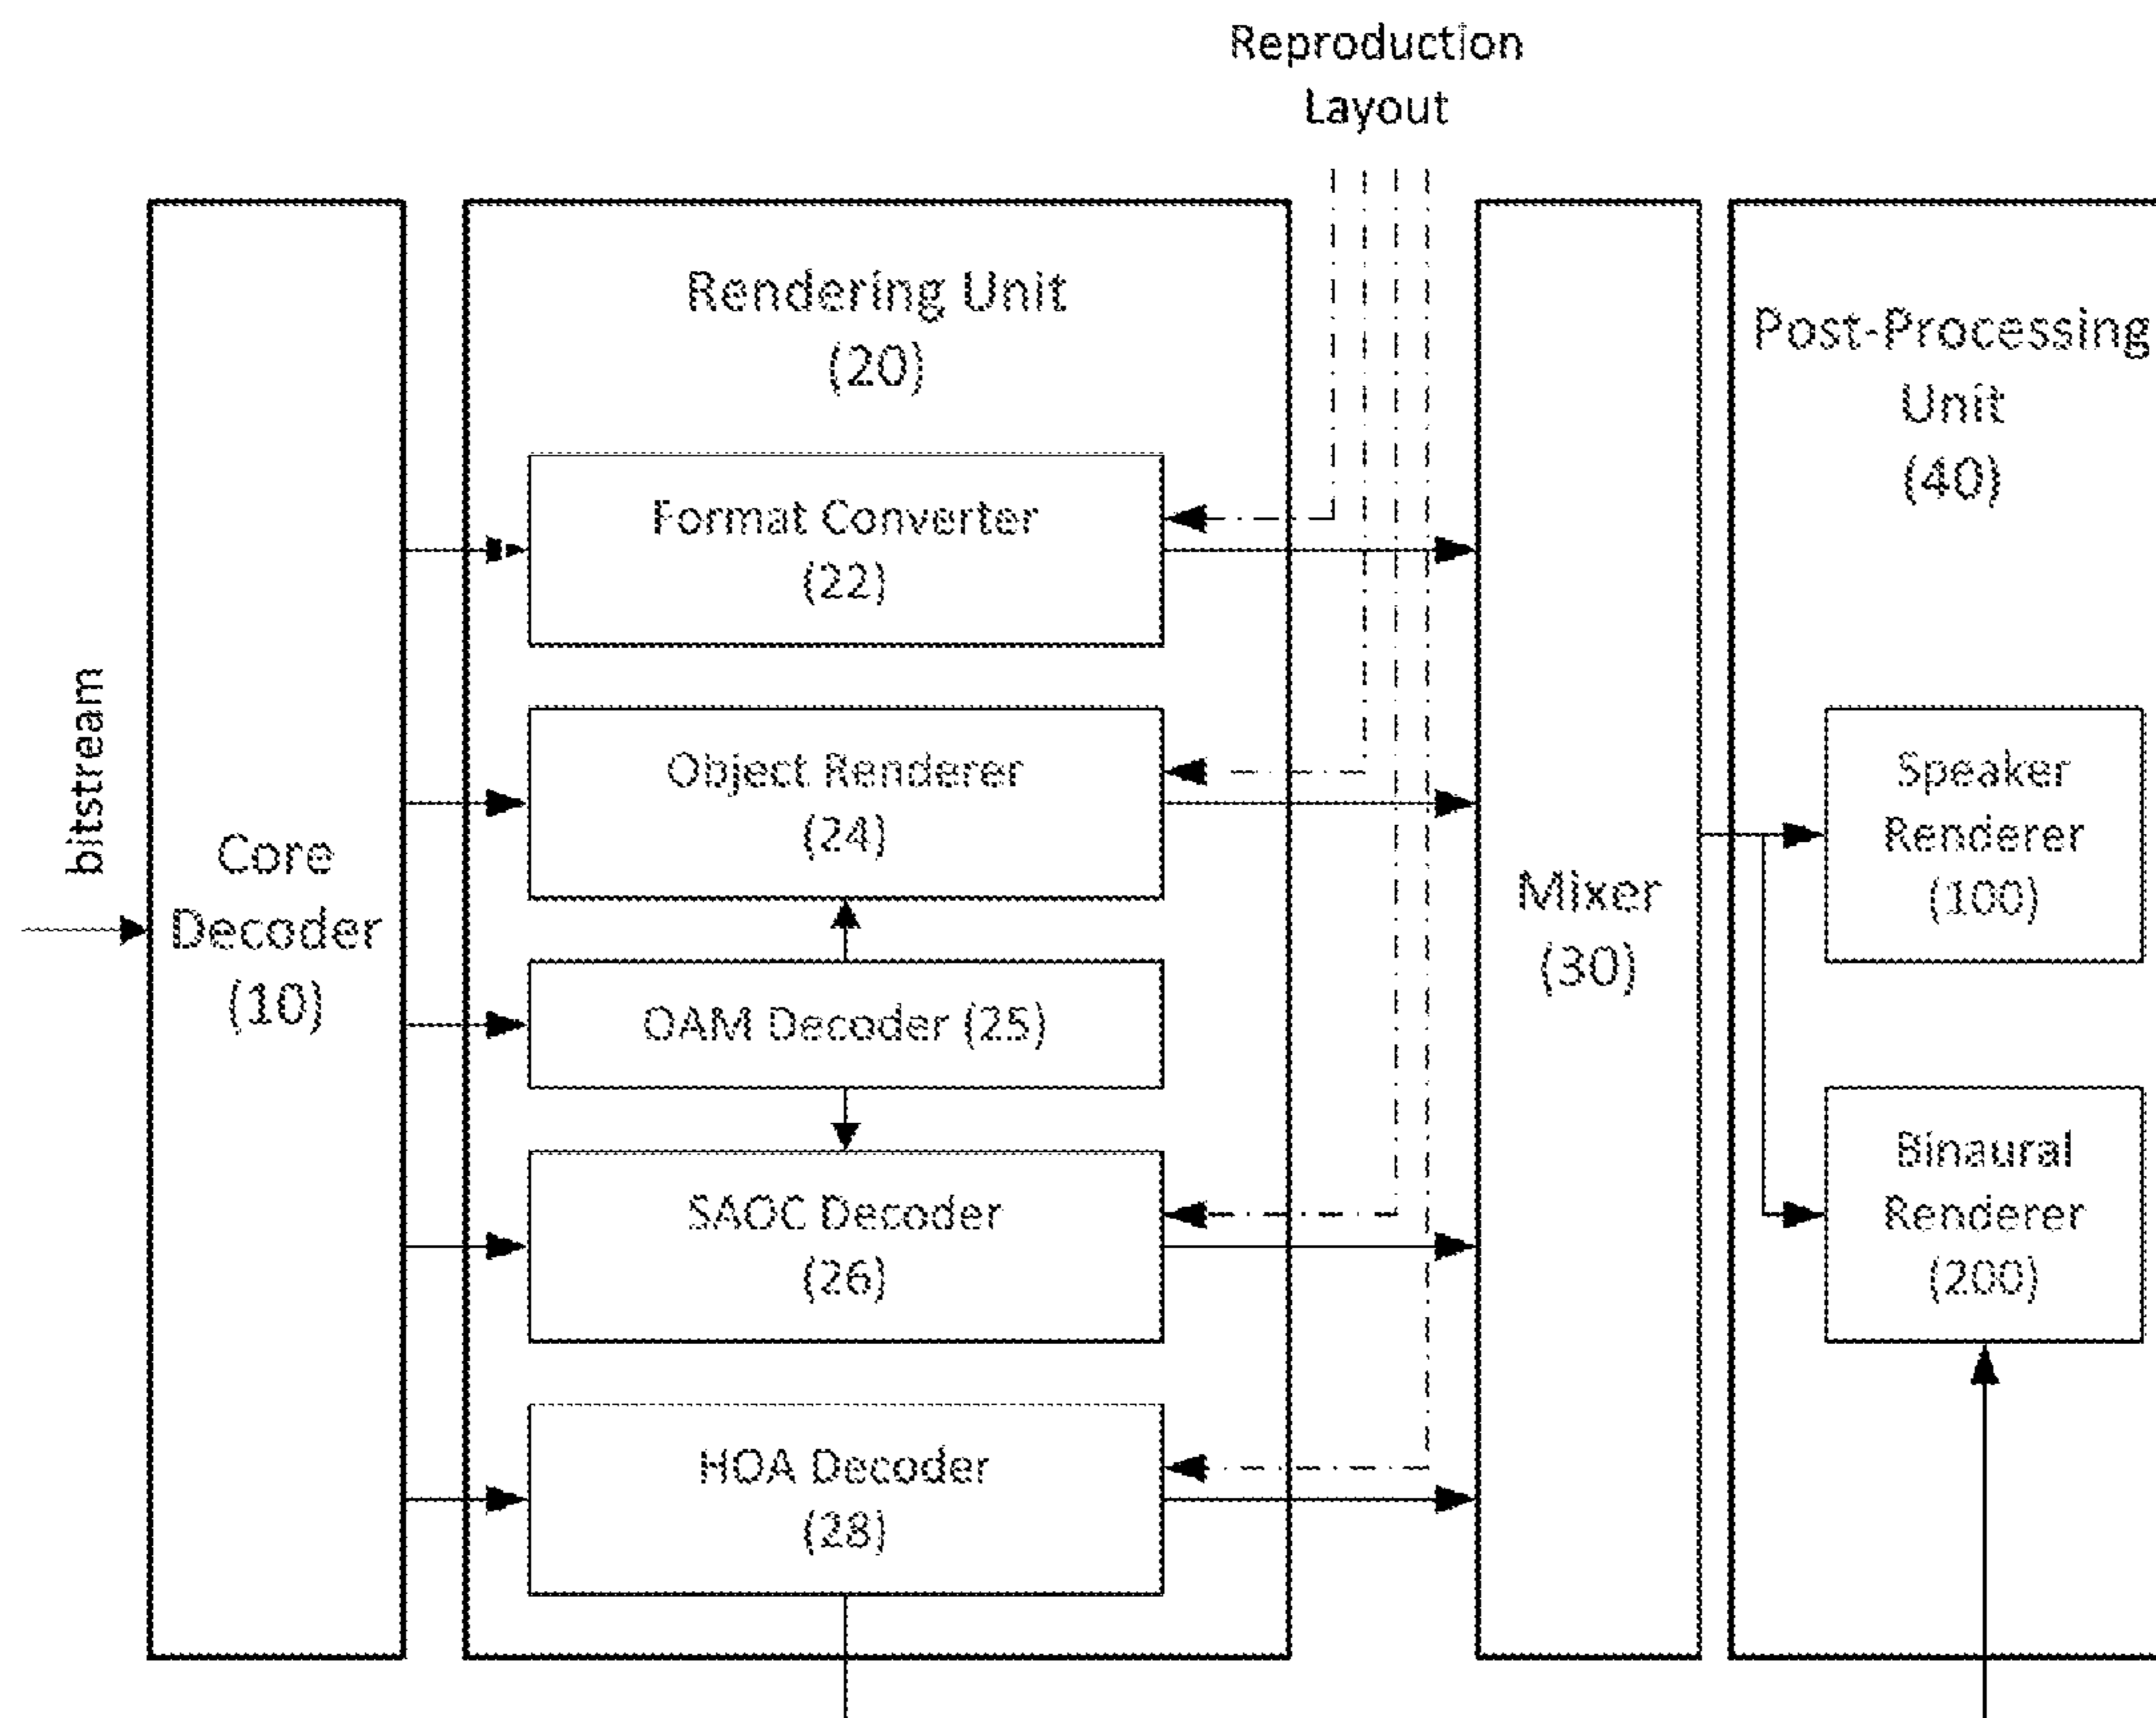 Reproduction
Layout
bitstream
Core
Decoder
(10)
Rendering Unit
(20)
Format Converter
(22)
Object Renderer
(24)
OAM Decoder (25)
SAOC Decoder
(26)
HOA Decoder
(28)
Mixer
(30)
Post-Processing
Unit
(40)
Speaker
Renderer
(100)
Binaural
Renderer
(200)